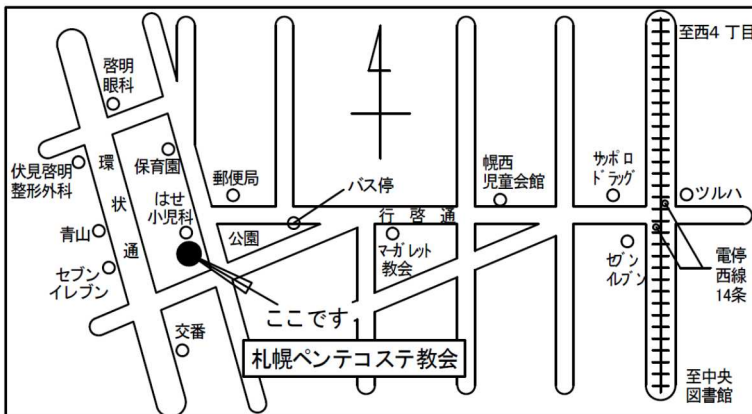 至西4丁目
啓明
眼科
伏見啓明
整形外科
環状通
保育園
はせ
小児科
郵便局
バス停
幌西
児童会館
サッポロ
ドラッグ
ツルハ
青山
公園
行啓通
マーガレット
教会
セブン
イレブン
セブン
イレブン
電停
西線
14条
交番
ここです
札幌ペンテコステ教会
至中央
図書館